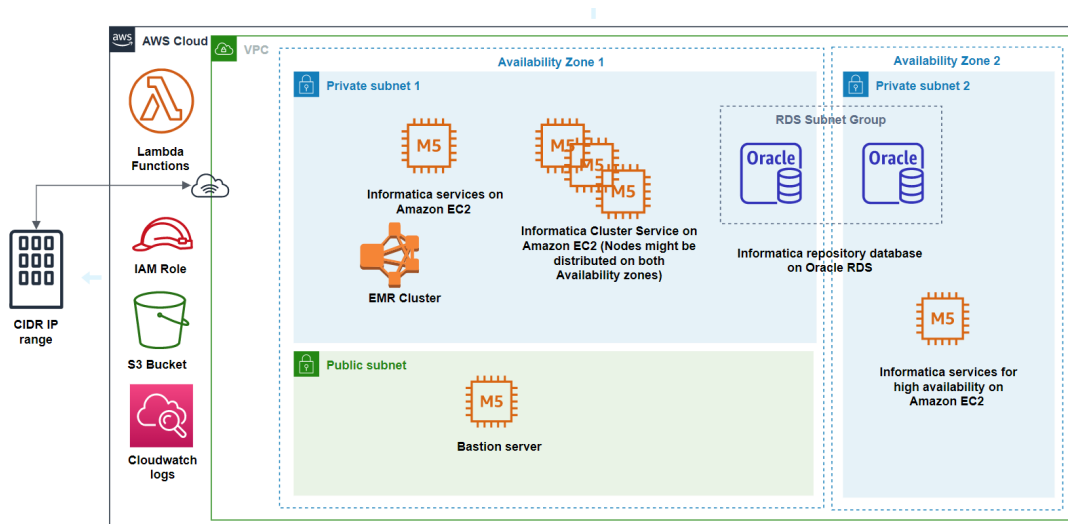 aws
AWS Cloud
VPC
Availability Zone 1
Availability Zone 2
Private subnet 1
Private subnet 2
RDS Subnet Group
Lambda
Functions
M5
M5
M5
M5
Oracle
Oracle
Informatica services on
Amazon EC2
Informatica Cluster Service on
Amazon EC2 (Nodes might be
distributed on both
Availability zones)
Informatica repository database
on Oracle RDS
IAM Role
EMR Cluster
CIDR IP
range
S3 Bucket
M5
Informatica services for
high availability on
Amazon EC2
Public subnet
M5
Bastion server
Cloudwatch
logs